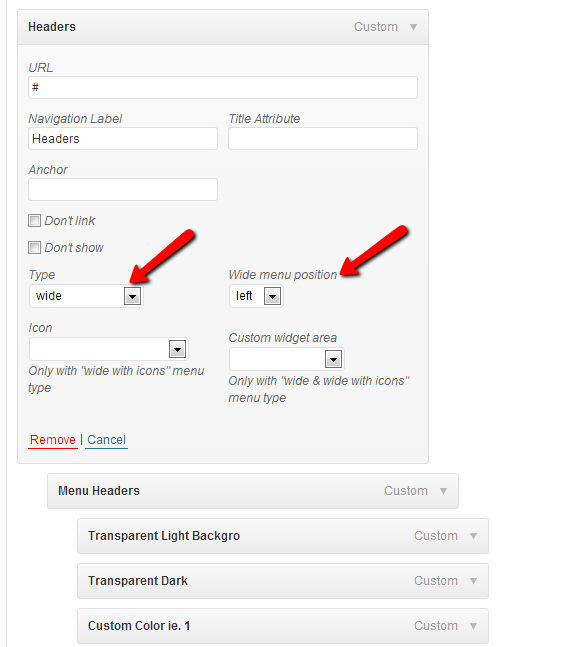 Headers Custom
URL
#
Navigation Label Title Attribute
Headers
Anchor
Don't link
Don't show
Type Wide menu position
wide left
Icon Custom widget area
Only with "wide with icons" menu
type
Only with "wide & wide with icons"
menu type
Remove | Cancel
Menu Headers Custom
Transparent Light Backgro Custom
Transparent Dark Custom
Custom Color ie. 1 Custom